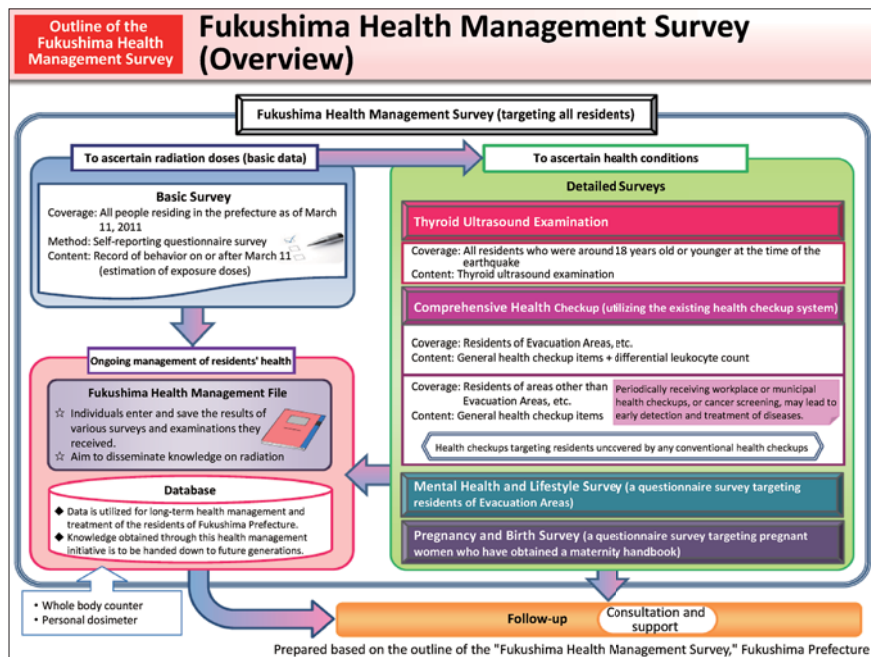 Outline of the
Fukushima Health
Management Survey
Fukushima Health Management Survey
(Overview)
Fukushima Health Management Survey (targeting all residents)
To ascertain radiation doses (basic data)
Basic Survey
Coverage: All people residing in the prefecture as of March
11, 2011
Method: Self-reporting questionnaire survey
Content: Record of behavior on or after March 11
(estimation of exposure doses)
Ongoing management of residents' health
Fukushima Health Management File
☆ Individuals enter and save the results of
various surveys and examinations they
received.
☆ Aim to disseminate knowledge on radiation
Database
◆ Data is utilized for long-term health management and
treatment of the residents of Fukushima Prefecture.
◆ Knowledge obtained through this health management
initiative is to be handed down to future generations.
• Whole body counter
• Personal dosimeter
To ascertain health conditions
Detailed Surveys
Thyroid Ultrasound Examination
Coverage: All residents who were around 18 years old or younger at the time of the
earthquake
Content: Thyroid ultrasound examination
Comprehensive Health Checkup (utilizing the existing health checkup system)
Coverage: Residents of Evacuation Areas, etc.
Content: General health checkup items + differential leukocyte count
Coverage: Residents of areas other than
Evacuation Areas, etc.
Content: General health checkup items
Periodically receiving workplace or municipal
health checkups, or cancer screening, may lead to
early detection and treatment of diseases.
Health checkups targeting residents uncvered by any conventional health checkups
Mental Health and Lifestyle Survey (a questionnaire survey targeting
residents of Evacuation Areas)
Pregnancy and Birth Survey (a questionnaire survey targeting pregnant
women who have obtained a maternity handbook)
Follow-up
Consultation and
support
Prepared based on the outline of the "Fukushima Health Management Survey," Fukushima Prefecture